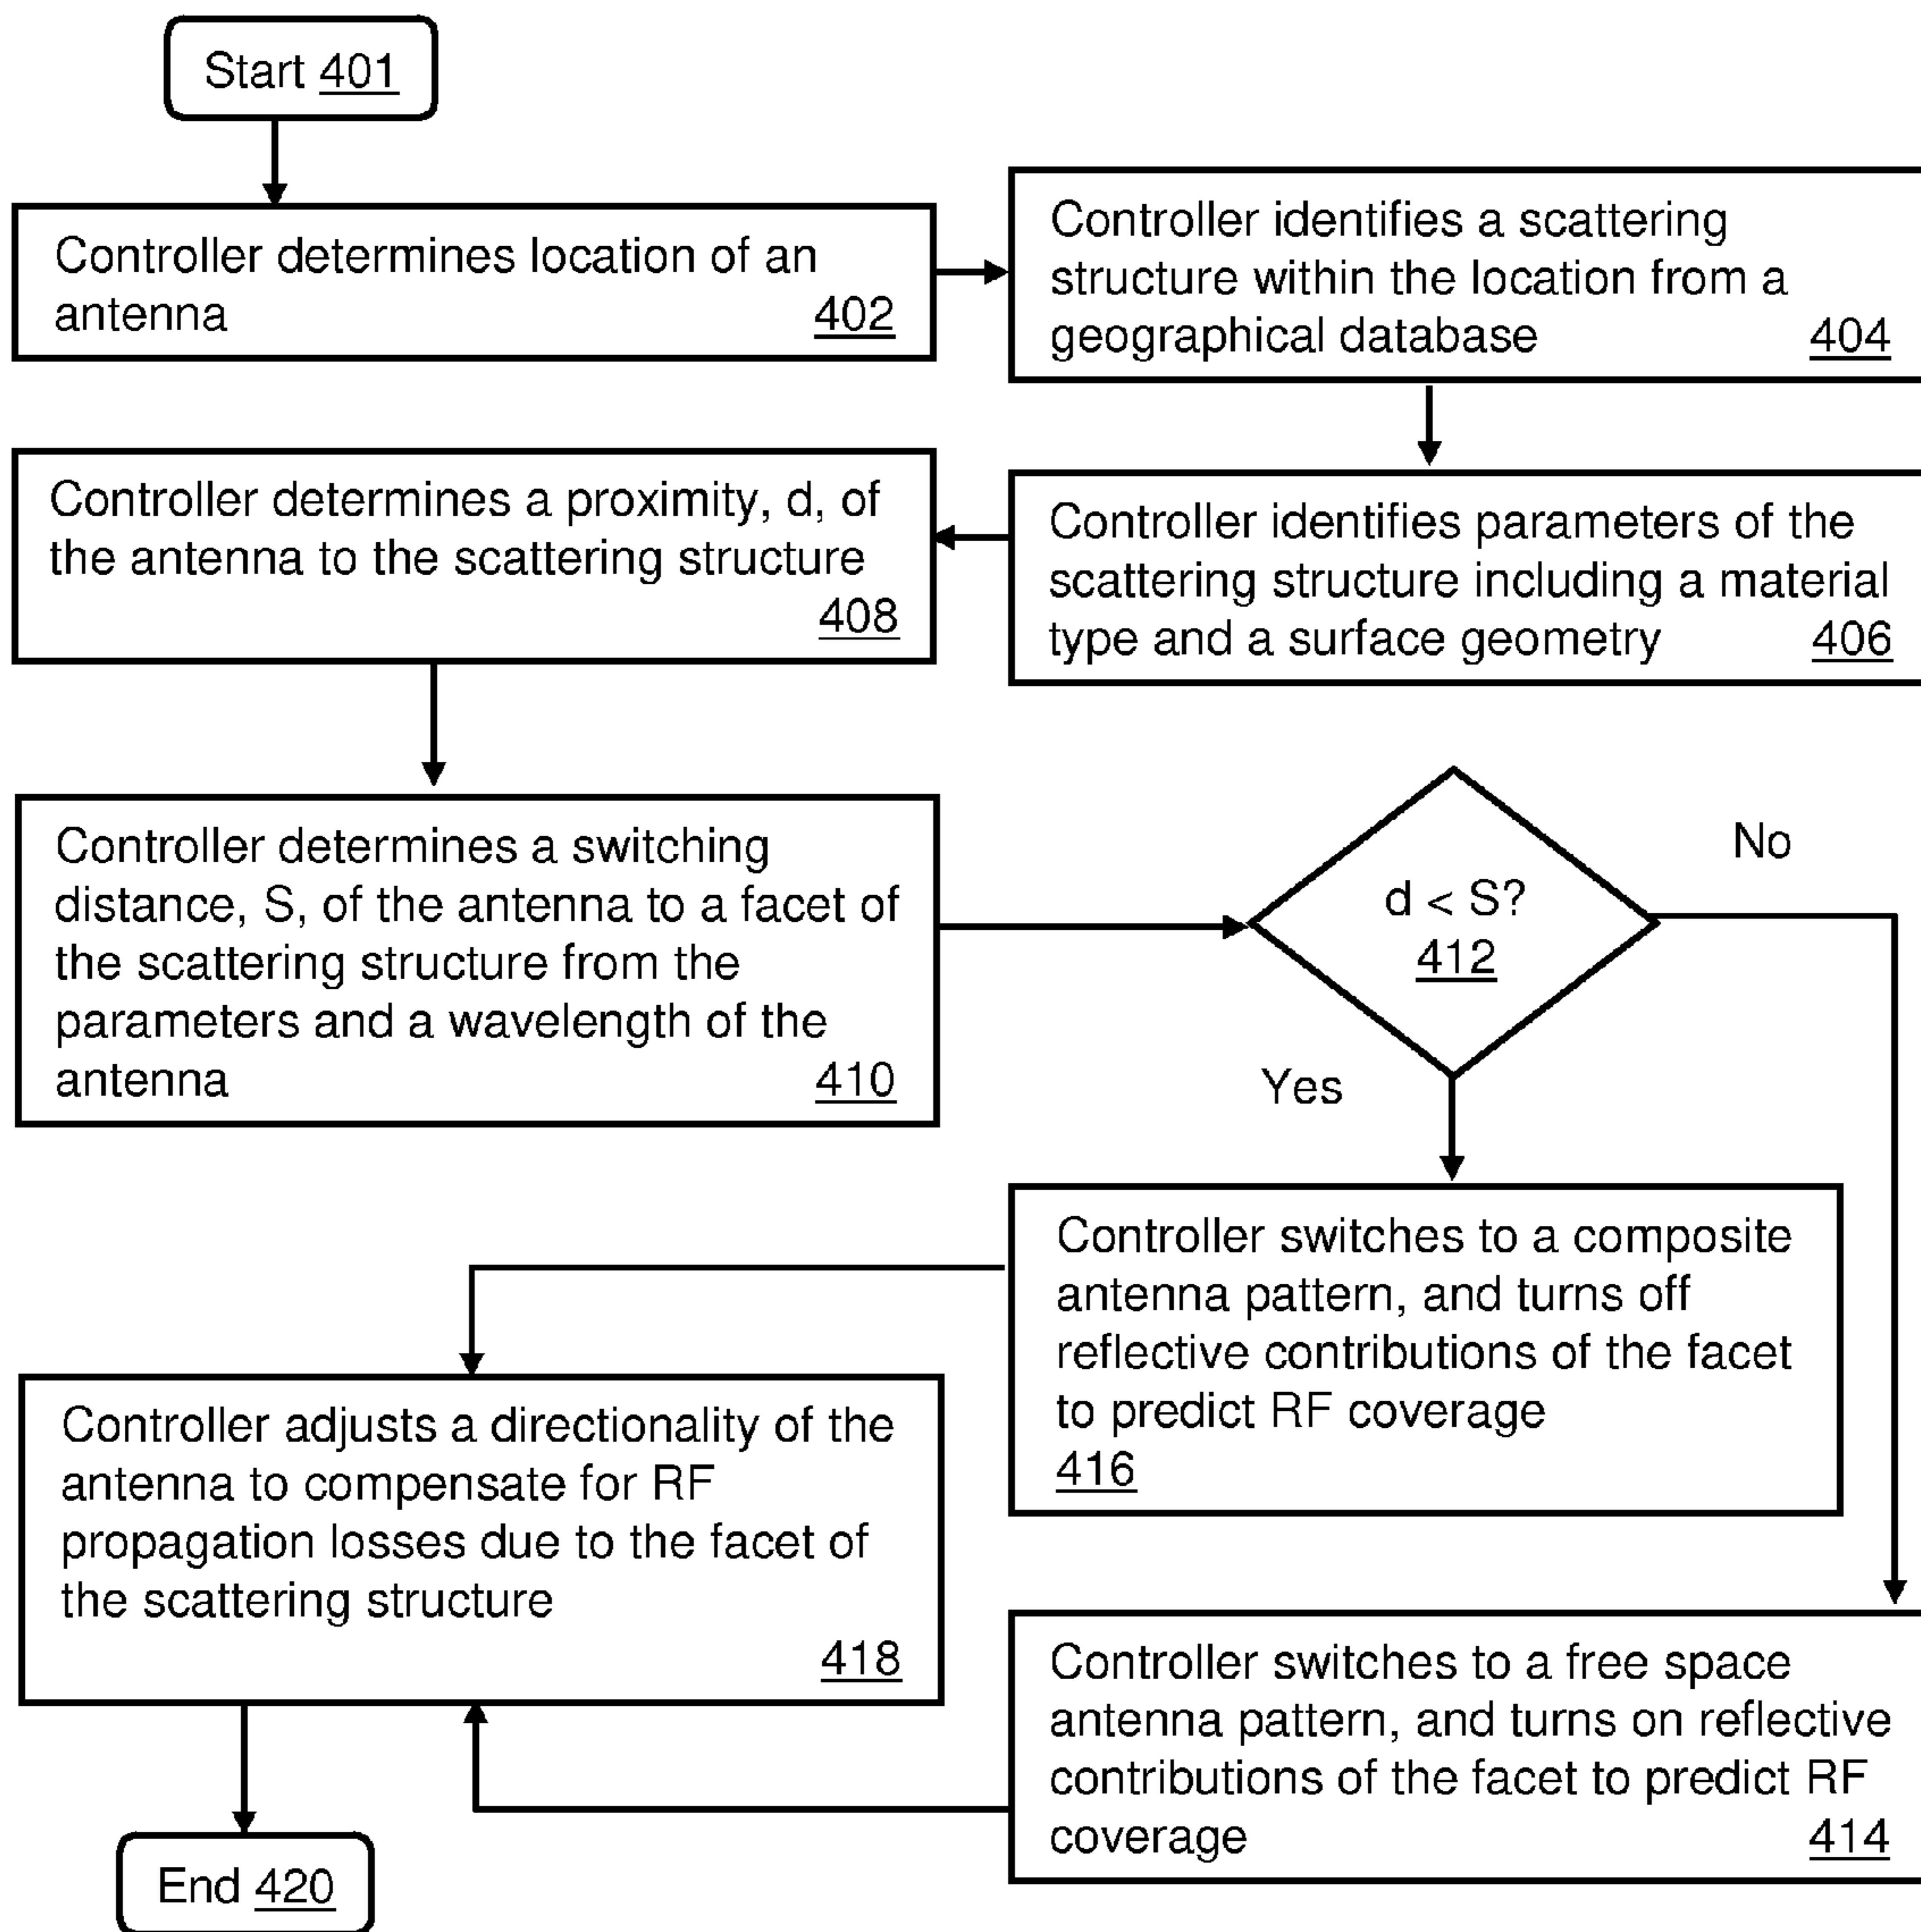 Start 401
Controller determines location of an
antenna 402
Controller identifies a scattering
structure within the location from a
geographical database 404
Controller identifies parameters of the
scattering structure including a material
type and a surface geometry 406
Controller determines a proximity, d, of
the antenna to the scattering structure
408
Controller determines a switching
distance, S, of the antenna to a facet of
the scattering structure from the
parameters and a wavelength of the
antenna 410
d < S?
412
No
Yes
Controller switches to a composite
antenna pattern, and turns off
reflective contributions of the facet
to predict RF coverage
416
Controller switches to a free space
antenna pattern, and turns on reflective
contributions of the facet to predict RF
coverage 414
Controller adjusts a directionality of the
antenna to compensate for RF
propagation losses due to the facet of
the scattering structure
418
End 420